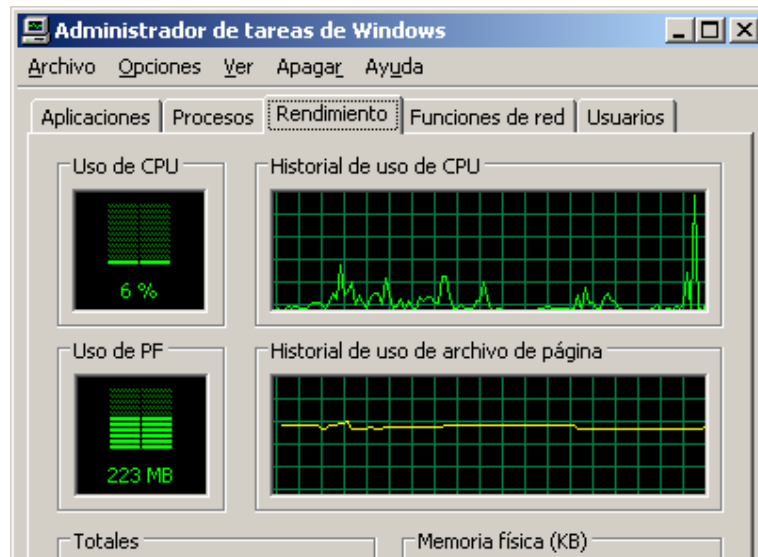 Administrador de tareas de Windows
Archivo Opciones Ver Apagar Ayuda
Aplicaciones Procesos Rendimiento Funciones de red Usuarios
Uso de CPU Historial de uso de CPU
6 %
Uso de PF Historial de uso de archivo de página
223 MB
Totales Memoria física (KB)